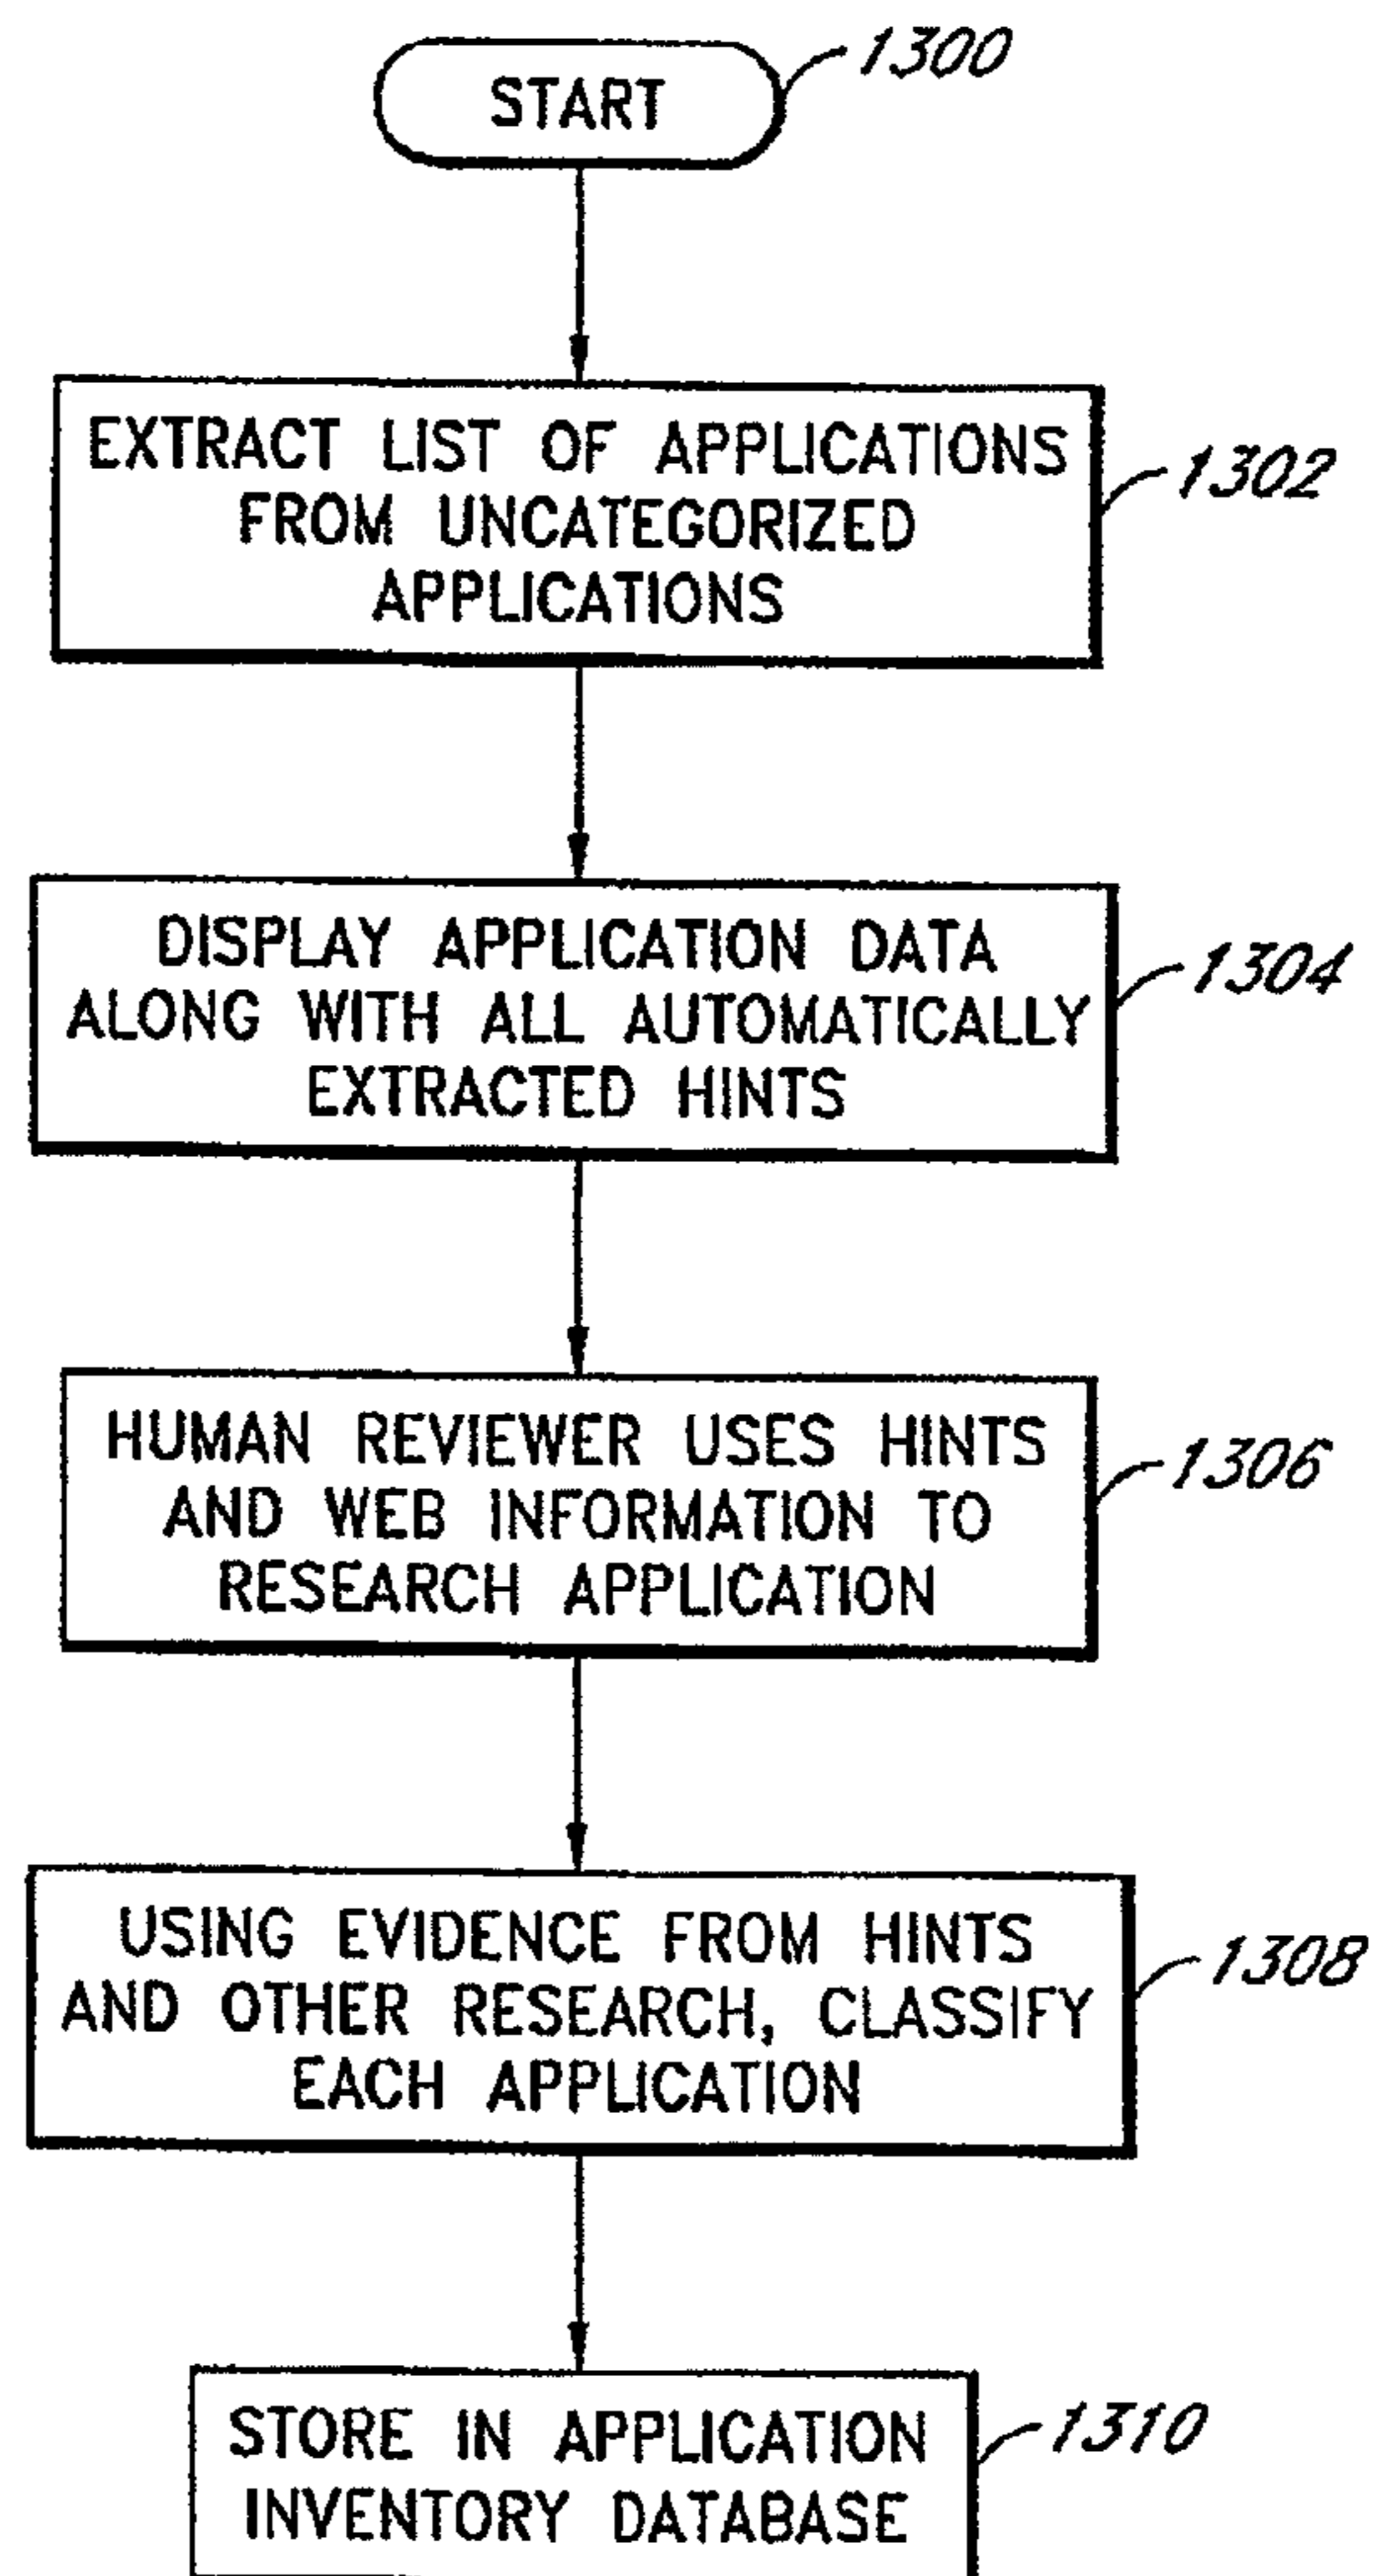 START
1300
EXTRACT LIST OF APPLICATIONS
FROM UNCATEGORIZED
APPLICATIONS
1302
DISPLAY APPLICATION DATA
ALONG WITH ALL AUTOMATICALLY
EXTRACTED HINTS
1304
HUMAN REVIEWER USES HINTS
AND WEB INFORMATION TO
RESEARCH APPLICATION
1306
USING EVIDENCE FROM HINTS
AND OTHER RESEARCH, CLASSIFY
EACH APPLICATION
1308
STORE IN APPLICATION
INVENTORY DATABASE
1310